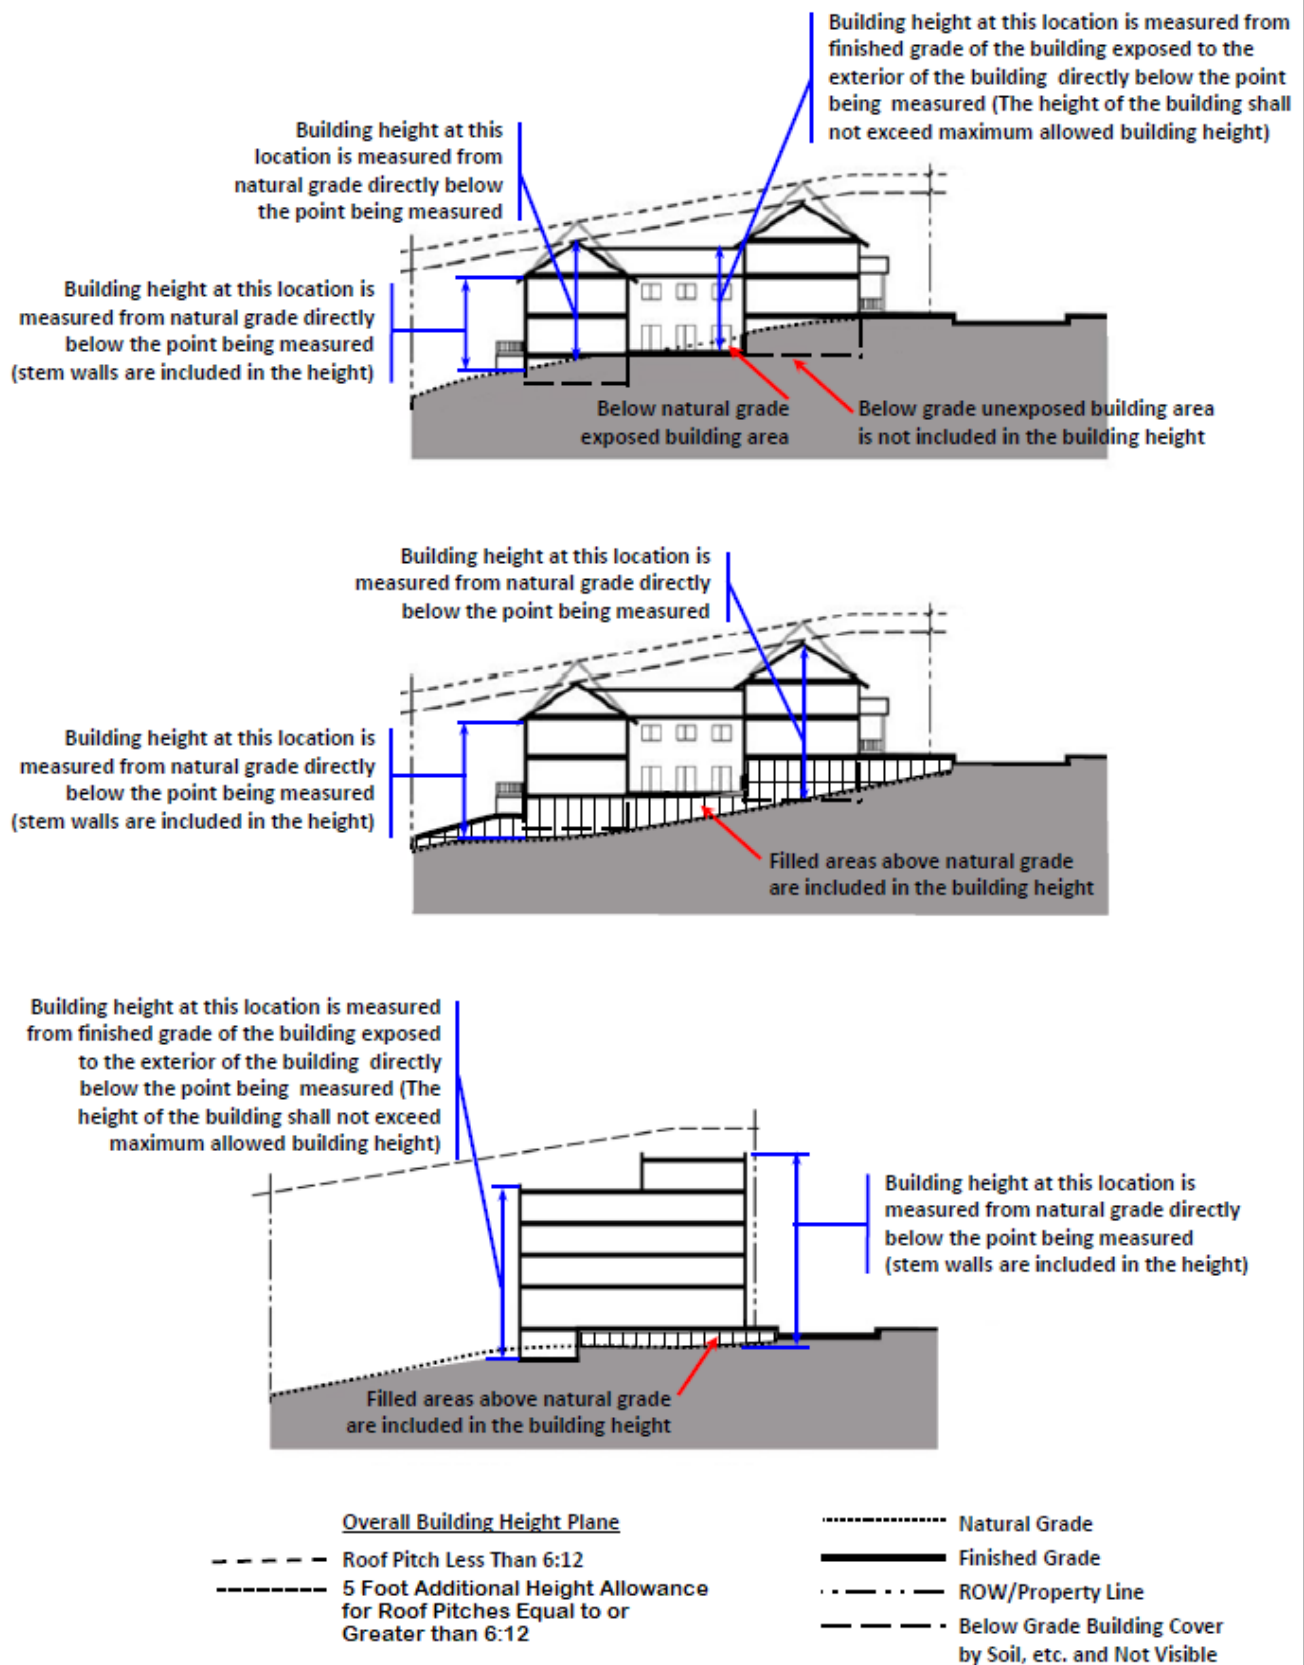 Building height at this location is measured from
finished grade of the building exposed to the
exterior of the building directly below the point
being measured (The height of the building shall
not exceed maximum allowed building height)
Building height at this
location is measured from
natural grade directly below
the point being measured
Building height at this location is
measured from natural grade directly
below the point being measured
(stem walls are included in the height)
Below natural grade
exposed building area
Below grade unexposed building area
is not included in the building height
Building height at this location is
measured from natural grade directly
below the point being measured
Building height at this location is
measured from natural grade directly
below the point being measured
(stem walls are included in the height)
Filled areas above natural grade
are included in the building height
Building height at this location is measured
from finished grade of the building exposed
to the exterior of the building directly
below the point being measured (The
height of the building shall not exceed
maximum allowed building height)
Building height at this location is
measured from natural grade directly
below the point being measured
(stem walls are included in the height)
Filled areas above natural grade
are included in the building height
Overall Building Height Plane
Roof Pitch Less Than 6:12
5 Foot Additional Height Allowance
for Roof Pitches Equal to or
Greater than 6:12
Natural Grade
Finished Grade
ROW/Property Line
Below Grade Building Cover
by Soil, etc. and Not Visible